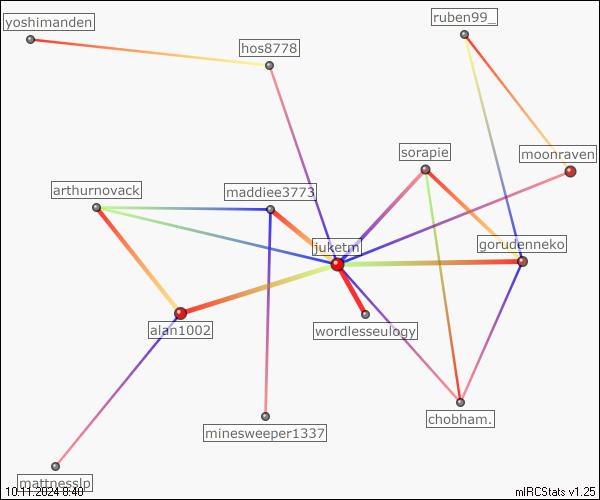 yoshimanden
ruben99_
hos8778
sorapie
moonraven
arthurnovack
maddiee3773
juketm
gorudenneko
alan1002
wordlesseulogy
chobham.
minesweeper1337
mattnesslp
10.11.2024 8:40
mIRCStats v1.25